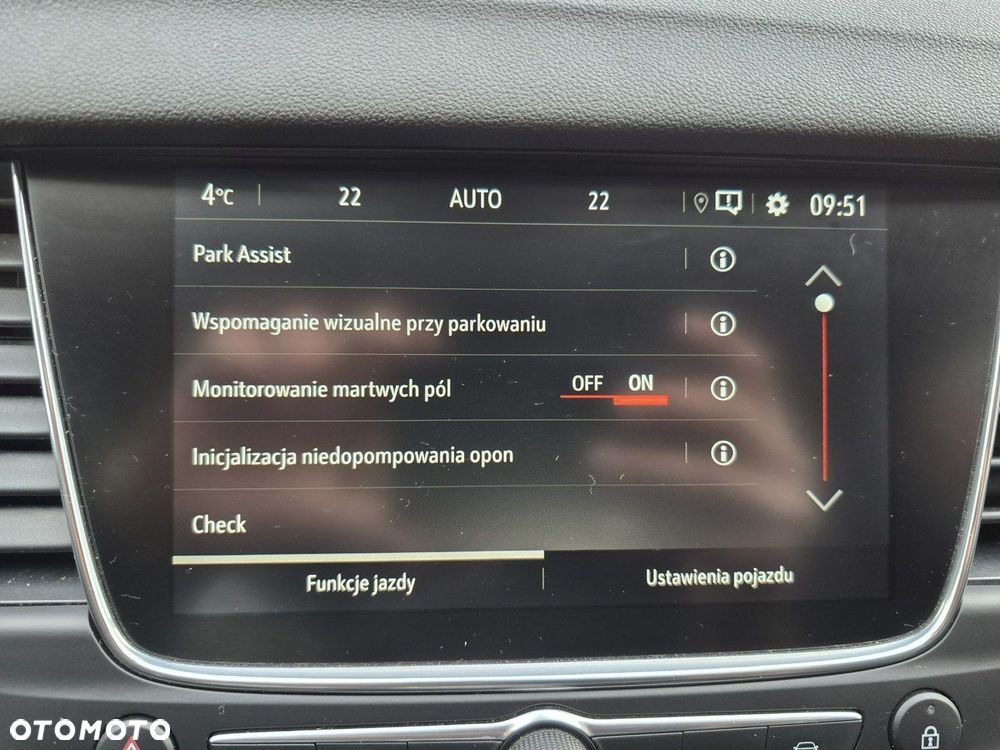 4°C 22 AUTO 22 09:51
Park Assist
Wspomaganie wizualne przy parkowaniu
Monitorowanie martwych pól OFF ON
Inicjalizacja niedopompowania opon
Check
Funkcje jazdy Ustawienia pojazdu
OTOMOTO